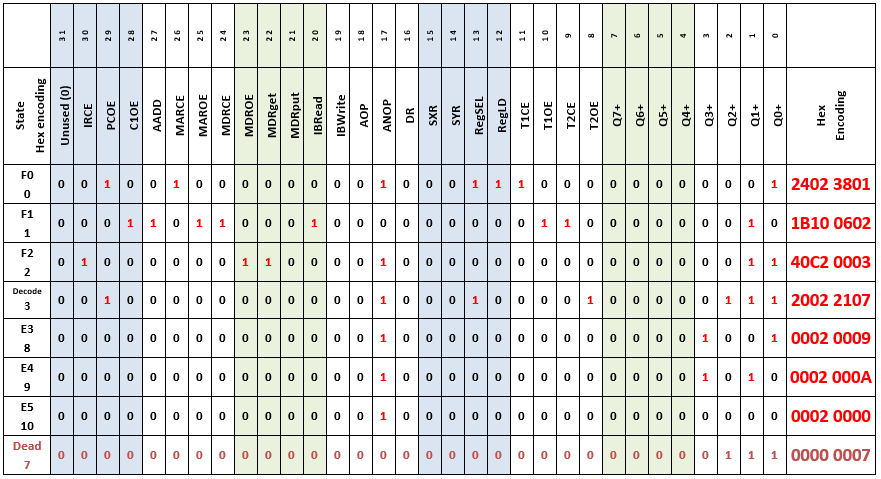 31 30 29 28 27 26 25 24 23 22 21 20 19 18 17 16 15 14 13 12 11 10 9 8 7 6 5 4 3 2 1 0
State Hex encoding Unused (0) IRCE PCOE C1OE AADD MARCE MAROE MDRCE MDROE MDRget MDRput IBRead IBWrite AOP ANOP DR SXR SYR RegSEL RegLD T1CE T1OE T2CE T2OE Q7+ Q6+ Q5+ Q4+ Q3+ Q2+ Q1+ Q0+ Hex Encoding
F0 0 0 0 1 0 0 1 0 0 0 0 0 0 0 0 1 0 0 0 1 1 1 0 0 0 0 0 0 0 0 0 0 1 2402 3801
F1 1 0 0 0 1 1 0 1 1 0 0 0 1 0 0 0 0 0 0 0 0 0 1 1 0 0 0 0 0 0 0 1 0 1B10 0602
F2 2 0 1 0 0 0 0 0 0 1 1 0 0 0 0 1 0 0 0 0 0 0 0 0 0 0 0 0 0 0 0 1 1 40C2 0003
Decode 3 0 0 1 0 0 0 0 0 0 0 0 0 0 0 1 0 0 0 1 0 0 0 0 1 0 0 0 0 0 1 1 1 2002 2107
E3 8 0 0 0 0 0 0 0 0 0 0 0 0 0 0 1 0 0 0 0 0 0 0 0 0 0 0 0 0 1 0 0 1 0002 0009
E4 9 0 0 0 0 0 0 0 0 0 0 0 0 0 0 1 0 0 0 0 0 0 0 0 0 0 0 0 0 1 0 1 0 0002 000A
E5 10 0 0 0 0 0 0 0 0 0 0 0 0 0 0 1 0 0 0 0 0 0 0 0 0 0 0 0 0 0 0 0 0 0002 0000
Dead 7 0 0 0 0 0 0 0 0 0 0 0 0 0 0 0 0 0 0 0 0 0 0 0 0 0 0 0 0 0 1 1 1 0000 0007